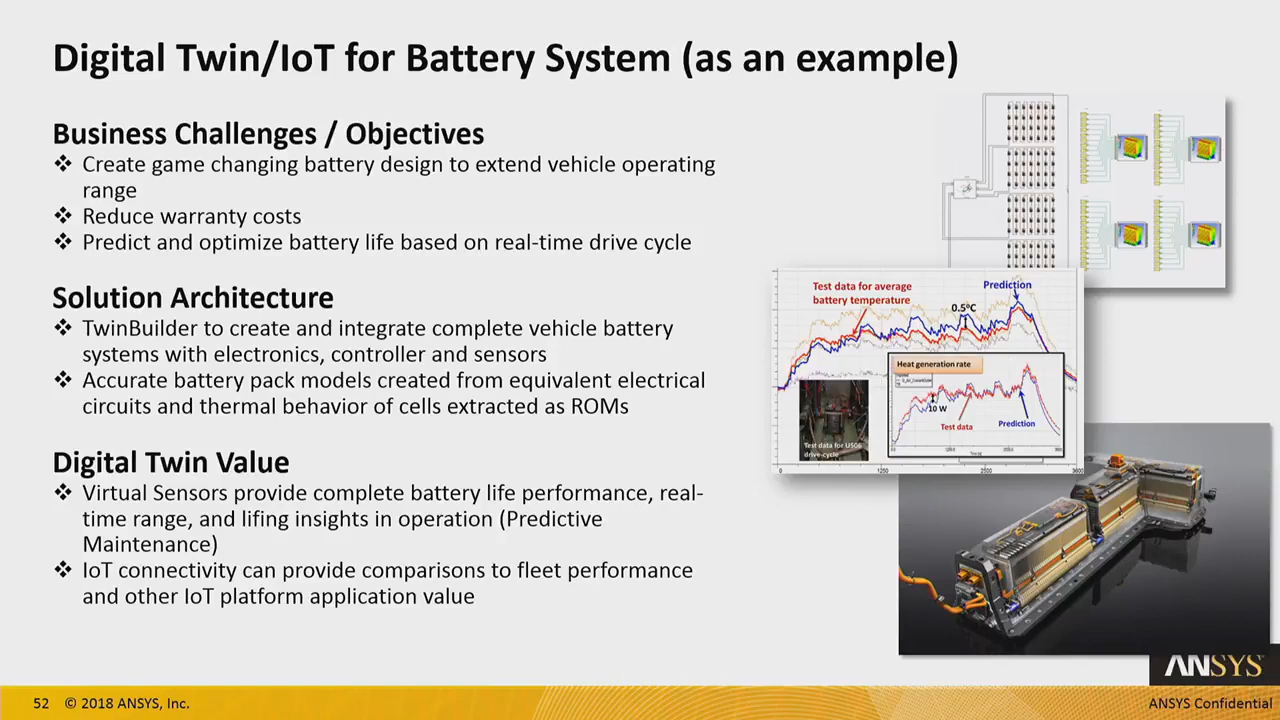 Digital Twin/IoT for Battery System (as an example)
Business Challenges / Objectives
❖ Create game changing battery design to extend vehicle operating
range
❖ Reduce warranty costs
❖ Predict and optimize battery life based on real-time drive cycle
Solution Architecture
❖ TwinBuilder to create and integrate complete vehicle battery
systems with electronics, controller and sensors
❖ Accurate battery pack models created from equivalent electrical
circuits and thermal behavior of cells extracted as ROMs
Digital Twin Value
❖ Virtual Sensors provide complete battery life performance, real-
time range, and lifing insights in operation (Predictive
Maintenance)
❖ IoT connectivity can provide comparisons to fleet performance
and other IoT platform application value
Test data for average
battery temperature
Prediction
0.5°C
Heat generation rate
10 W
Test data
Prediction
Test data for US06
drive-cycle
0 1250 2500 3000
ANSYS
52 © 2018 ANSYS, Inc.
ANSYS Confidential